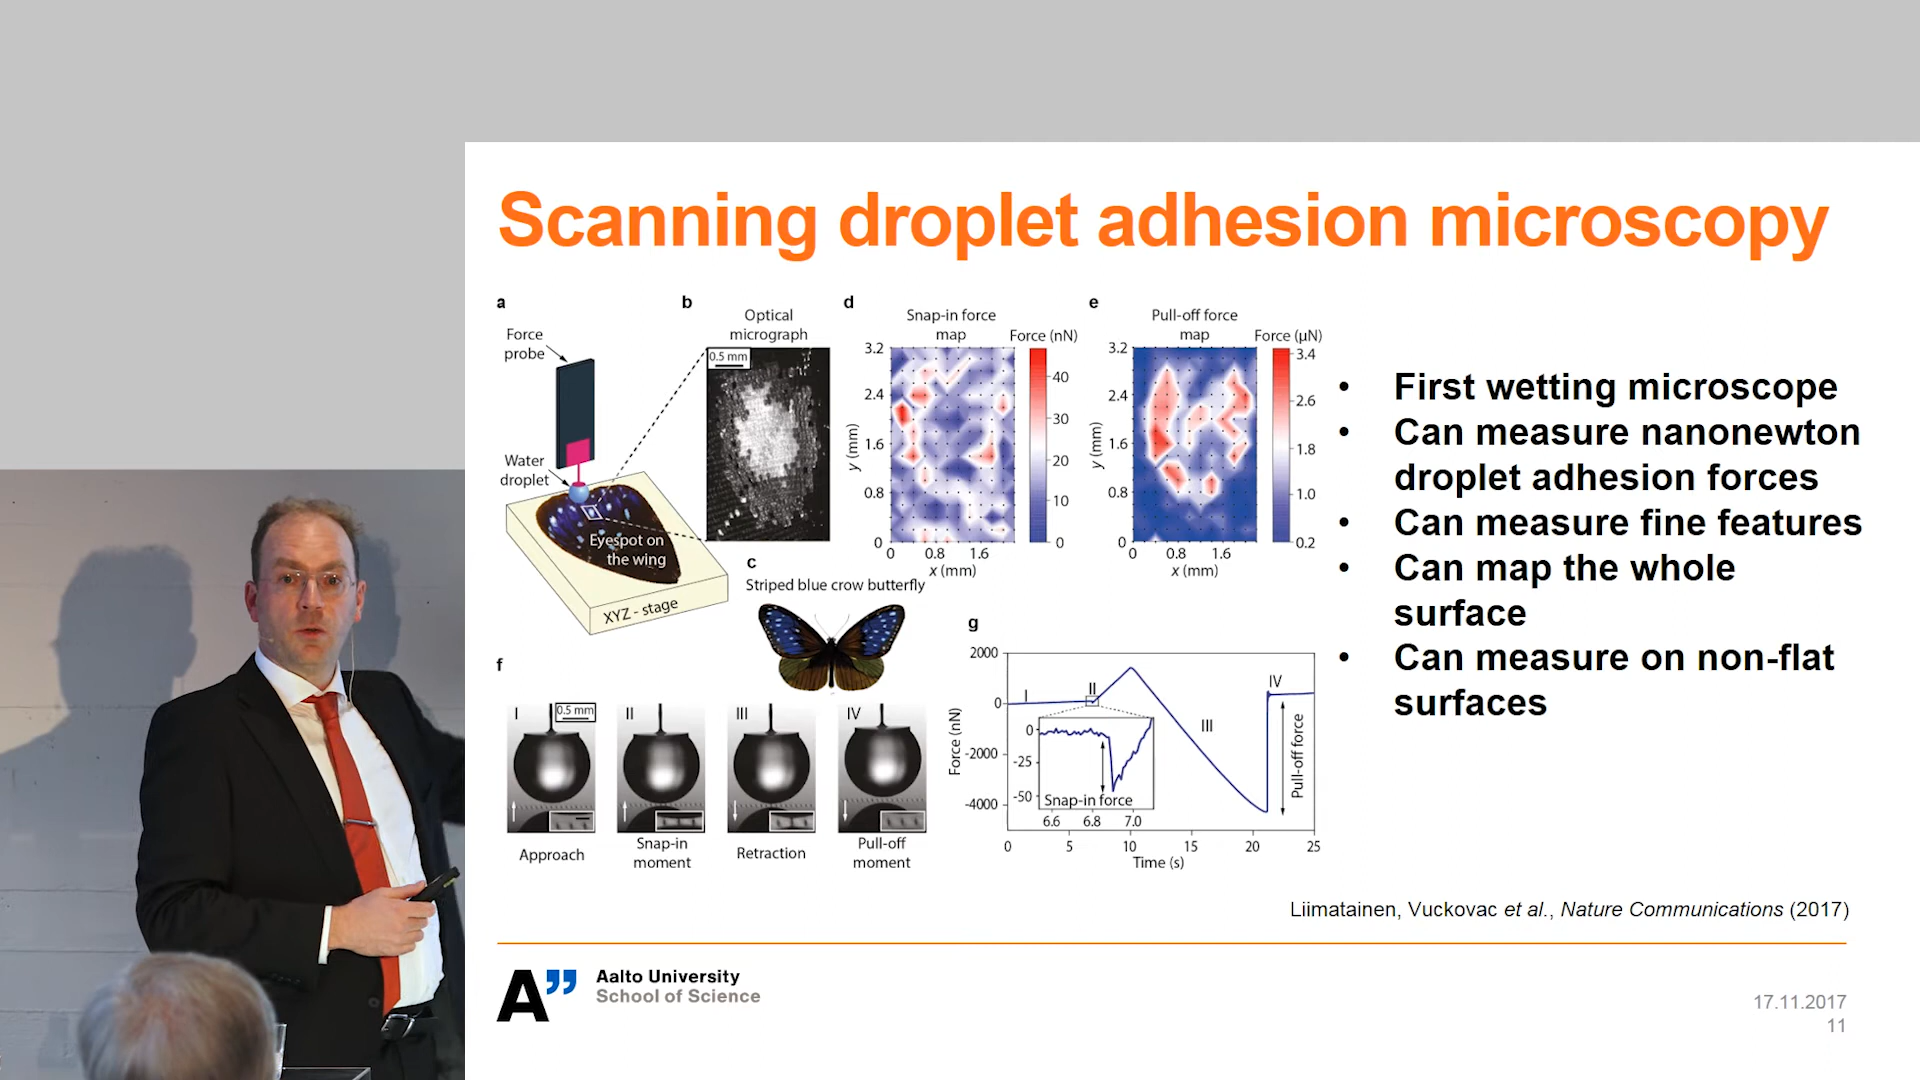 Scanning droplet adhesion microscopy
a
Force
probe
Water
droplet
Eyespot on
the wing
XYZ - stage
b
Optical
micrograph
0.5 mm
c
Striped blue crow butterfly
d
Snap-in force
map
Force (nN)
3.2
2.4
1.6
0.8
0
y (mm)
0 0.8 1.6
x (mm)
40
30
20
10
0
e
Pull-off force
map
Force (µN)
3.2
2.4
1.6
0.8
0
y (mm)
0 0.8 1.6
x (mm)
3.4
2.6
1.8
1.0
0.2
f
I
0.5 mm
Approach
II
Snap-in
moment
III
Retraction
IV
Pull-off
moment
g
2000
0
-2000
-4000
Force (nN)
I
II
III
IV
Pull-off force
0
-25
-50
Snap-in force
6.6 6.8 7.0
0 5 10 15 20 25
Time (s)
• First wetting microscope
• Can measure nanonewton
droplet adhesion forces
• Can measure fine features
• Can map the whole
surface
• Can measure on non-flat
surfaces
Liimatainen, Vuckovac et al., Nature Communications (2017)
A”
Aalto University
School of Science
17.11.2017
11